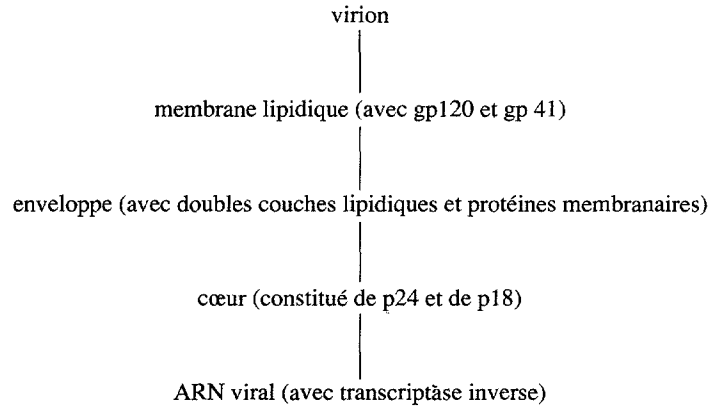 virion
membrane lipidique (avec gp120 et gp 41)
enveloppe (avec doubles couches lipidiques et protéines membranaires)
cœur (constitué de p24 et de p18)
ARN viral (avec transcriptàse inverse)